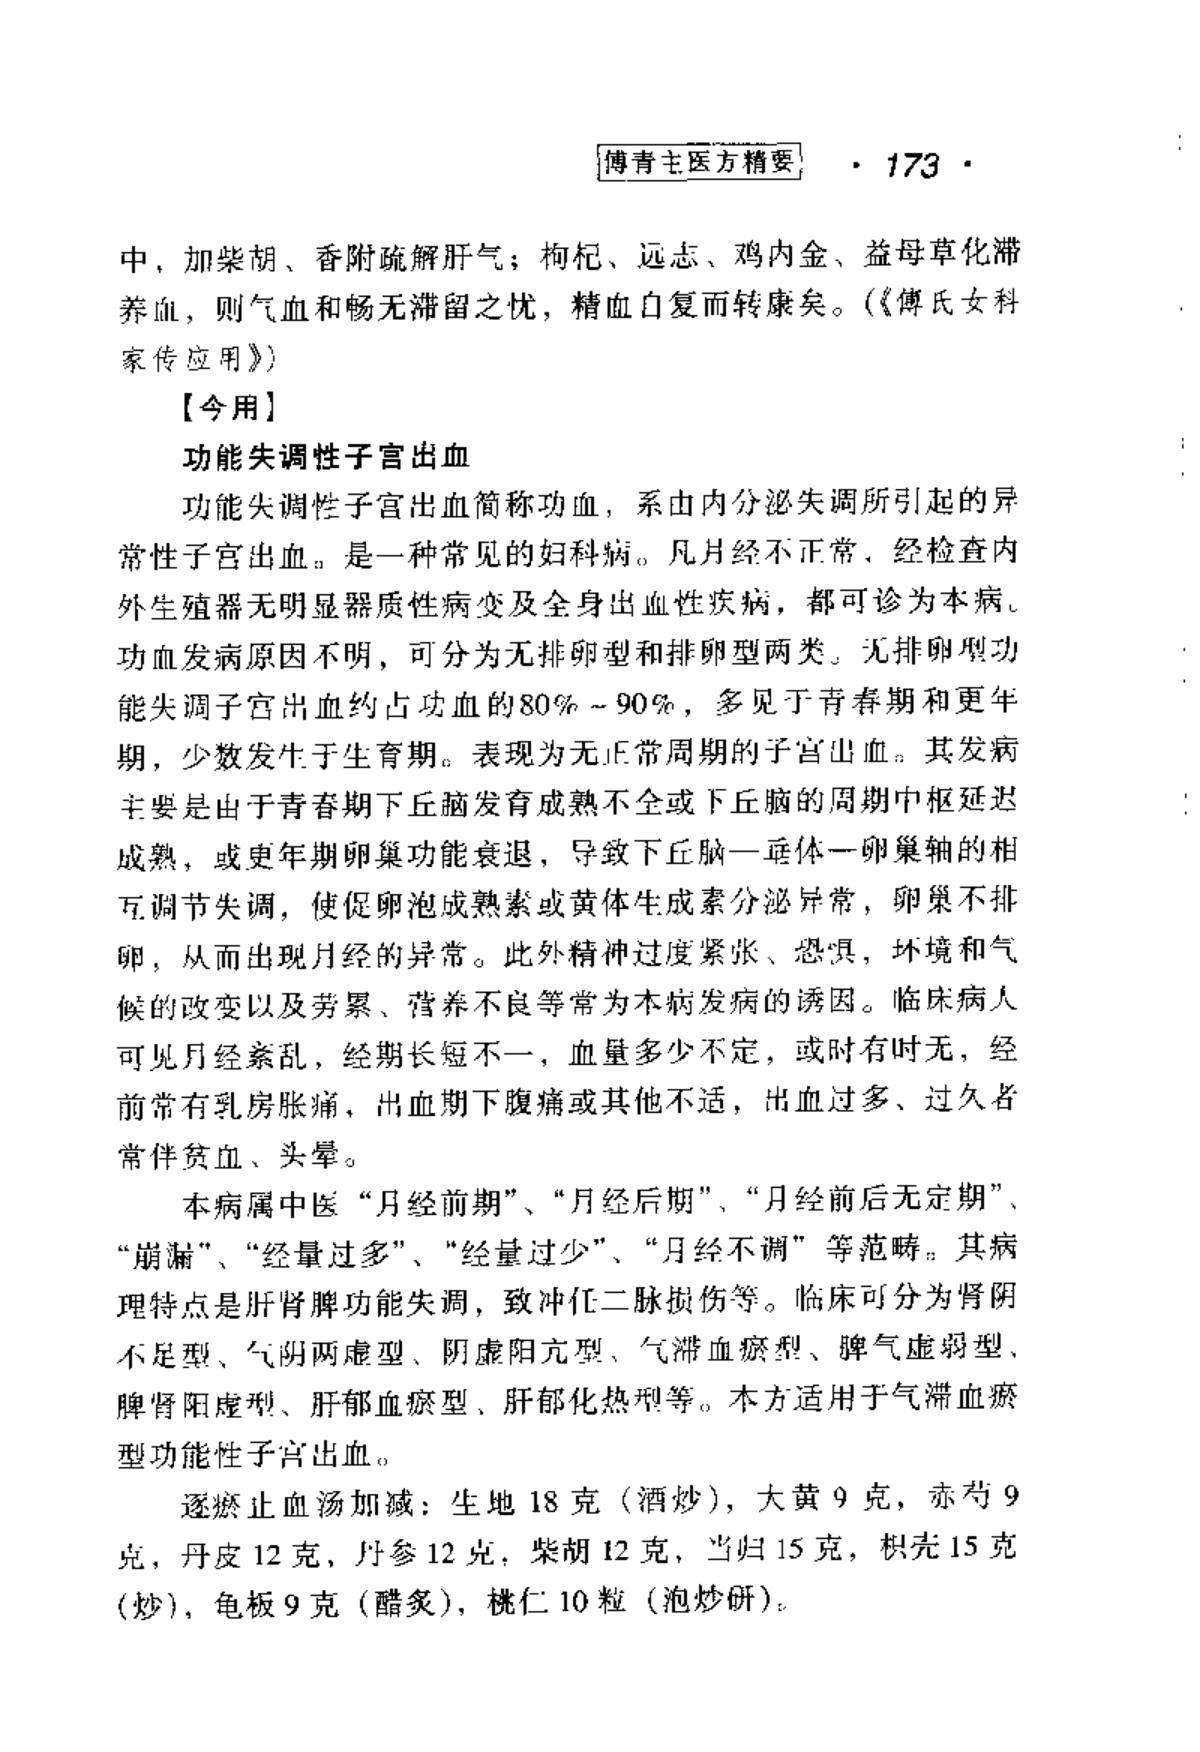 傅青主医方精要 · 173 ·
中，加柴胡、香附疏解肝气；枸杞、远志、鸡内金、益母草化滞
养血，则气血和畅无滞留之忧，精血自复而转康矣。（《傅氏女科
家传应用》）
【今用】
功能失调性子宫出血
功能失调性子宫出血简称功血，系由内分泌失调所引起的异
常性子宫出血。是一种常见的妇科病。凡月经不正常，经检查内
外生殖器无明显器质性病变及全身出血性疾病，都可诊为本病。
功血发病原因不明，可分为无排卵型和排卵型两类。无排卵型功
能失调子宫出血约占功血的80%~90%，多见于青春期和更年
期，少数发生于生育期。表现为无正常周期的子宫出血。其发病
主要是由于青春期下丘脑发育成熟不全或下丘脑的周期中枢延迟
成熟，或更年期卵巢功能衰退，导致下丘脑—垂体—卵巢轴的相
互调节失调，使促卵泡成熟素或黄体生成素分泌异常，卵巢不排
卵，从而出现月经的异常。此外精神过度紧张、恐惧，环境和气
候的改变以及劳累、营养不良等常为本病发病的诱因。临床病人
可见月经紊乱，经期长短不一，血量多少不定，或时有时无，经
前常有乳房胀痛，出血期下腹痛或其他不适，出血过多、过久者
常伴贫血、头晕。
本病属中医“月经前期”、“月经后期”、“月经前后无定期”、
“崩漏”、“经量过多”、“经量过少”、“月经不调”等范畴。其病
理特点是肝肾脾功能失调，致冲任二脉损伤等。临床可分为肾阴
不足型、气阴两虚型、阴虚阳亢型、气滞血瘀型、脾气虚弱型、
脾肾阳虚型、肝郁血瘀型、肝郁化热型等。本方适用于气滞血瘀
型功能性子宫出血。
逐瘀止血汤加减：生地 18 克（酒炒），大黄 9 克，赤芍 9
克，丹皮 12 克，丹参 12 克，柴胡 12 克，当归 15 克，枳壳 15 克
（炒），龟板 9 克（醋炙），桃仁 10 粒（泡炒研）。